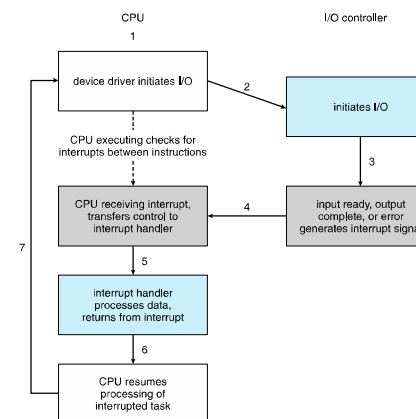 CPU
I/O controller
1
device driver initiates I/O
2
initiates I/O
CPU executing checks for
interrupts between instructions
3
CPU receiving interrupt,
transfers control to
interrupt handler
4
input ready, output
complete, or error
generates interrupt signa
7
5
interrupt handler
processes data,
returns from interrupt
6
CPU resumes
processing of
interrupted task